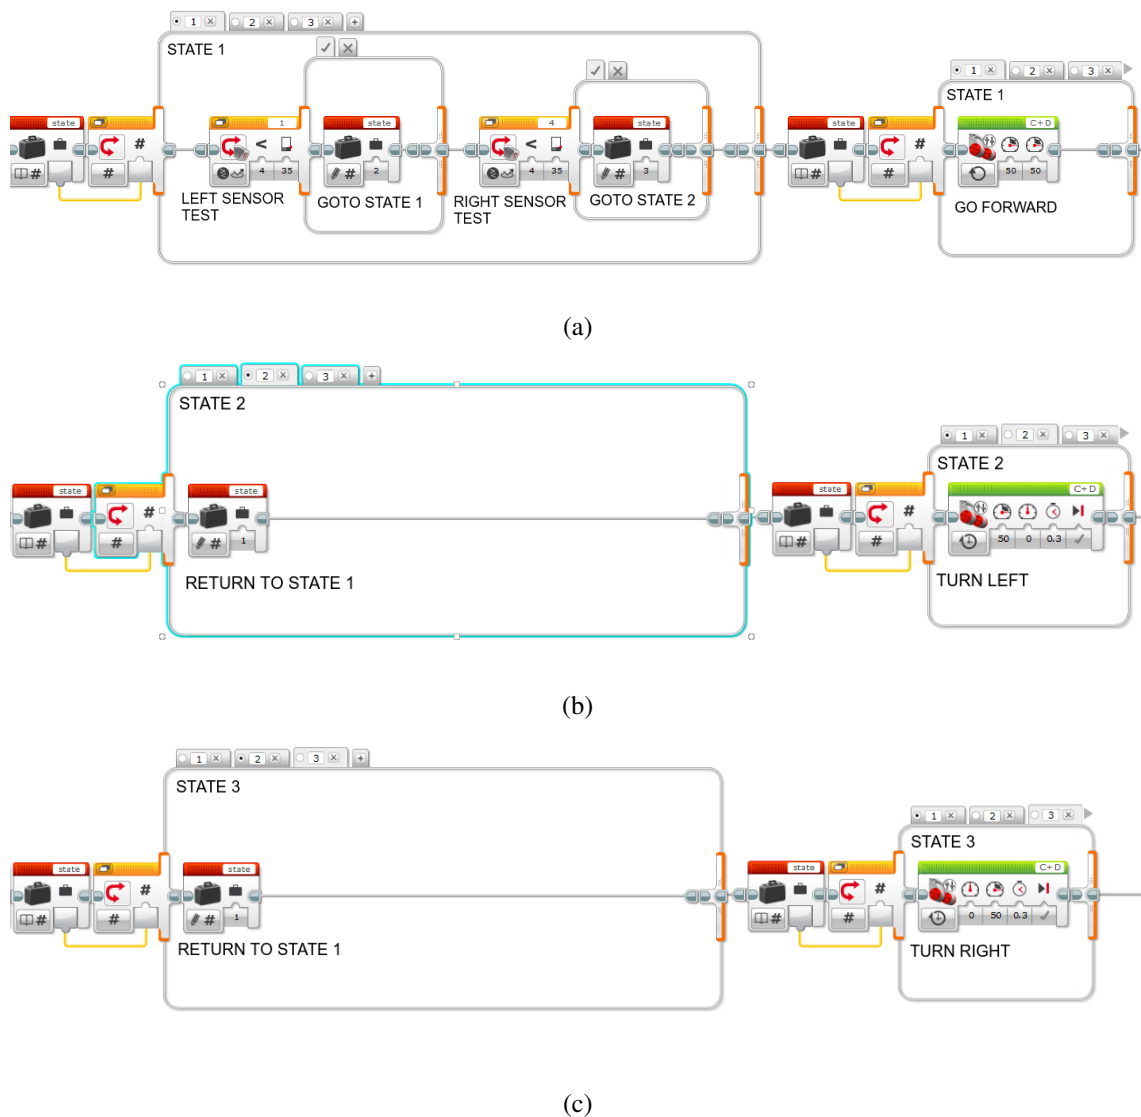 1 2 3 +
STATE 1
state # 1 < state 4 < state
# # 4 35 # 2 4 35 # 3
LEFT SENSOR
TEST
GOTO STATE 1
RIGHT SENSOR
TEST
GOTO STATE 2
1 2 3
STATE 1
state # C+D
# # 50 50
GO FORWARD
(a)
1 2 3 +
STATE 2
state # state
# # # 1
RETURN TO STATE 1
1 2 3
STATE 2
state # C+D
# # 50 0 0.3
TURN LEFT
(b)
1 2 3 +
STATE 3
state # state
# # # 1
RETURN TO STATE 1
1 2 3
STATE 3
state # C+D
# # 0 50 0.3
TURN RIGHT
(c)